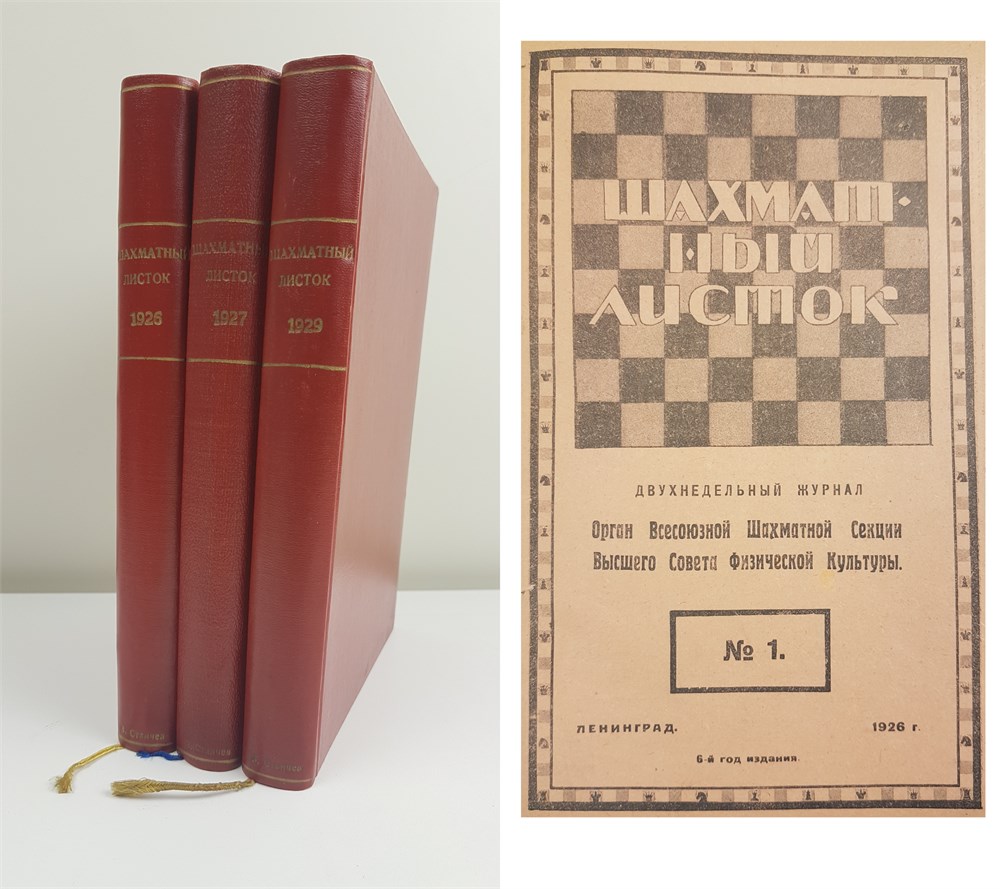 ШАХМАТНЫЙ
ЛИСТОК
1926
ШАХМАТНЫЙ
ЛИСТОК
1927
ШАХМАТНЫЙ
ЛИСТОК
1929
ШАХМАТ-
НЫЙ
ЛИСТОК
ДВУХНЕДЕЛЬНЫЙ ЖУРНАЛ
Орган Всесоюзной Шахматной Секции
Высшего Совета Физической Культуры.
№ 1.
ЛЕНИНГРАД. 1926 г.
6-й год издания.